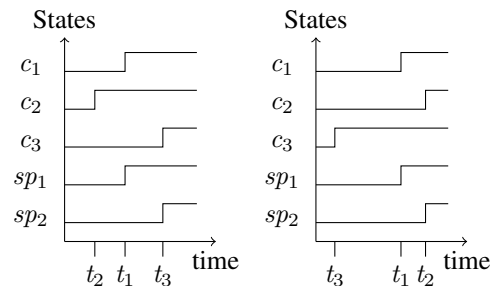 States States
c₁ c₁
c₂ c₂
c₃ c₃
sp₁ sp₁
sp₂ sp₂
time time
t₂ t₁ t₃ t₃ t₁ t₂